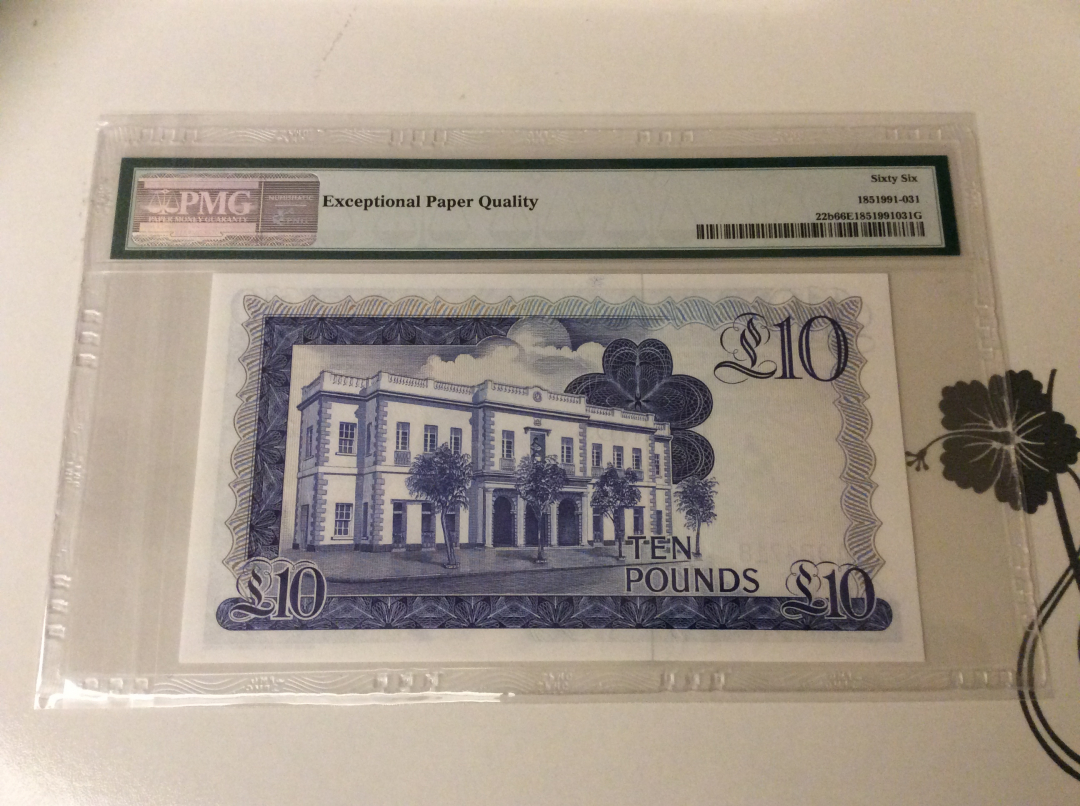 PMG
PAPER MONEY GUARANTY
Exceptional Paper Quality
Sixty Six
1851991-031
22b66E1851991031G
£10
TEN
POUNDS
£10
£10